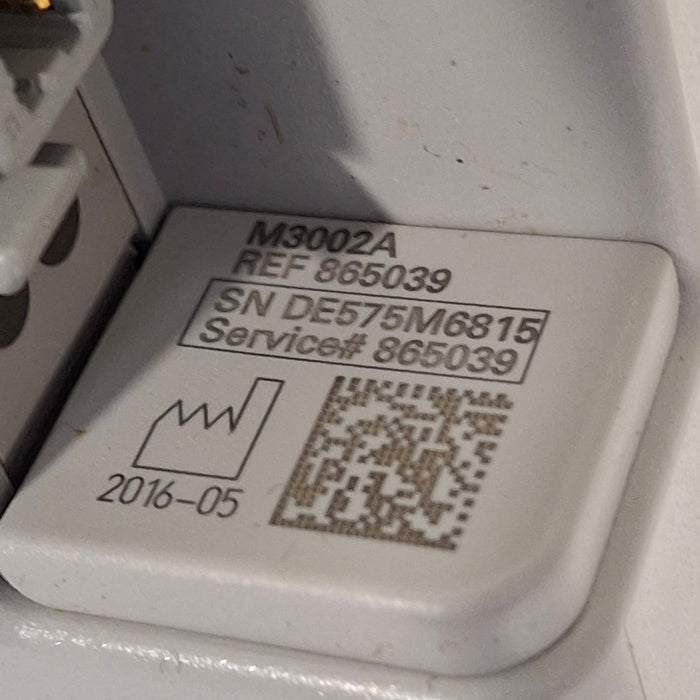 M3002A
REF 865039
SN DE575M6815
Service# 865039
2016-05